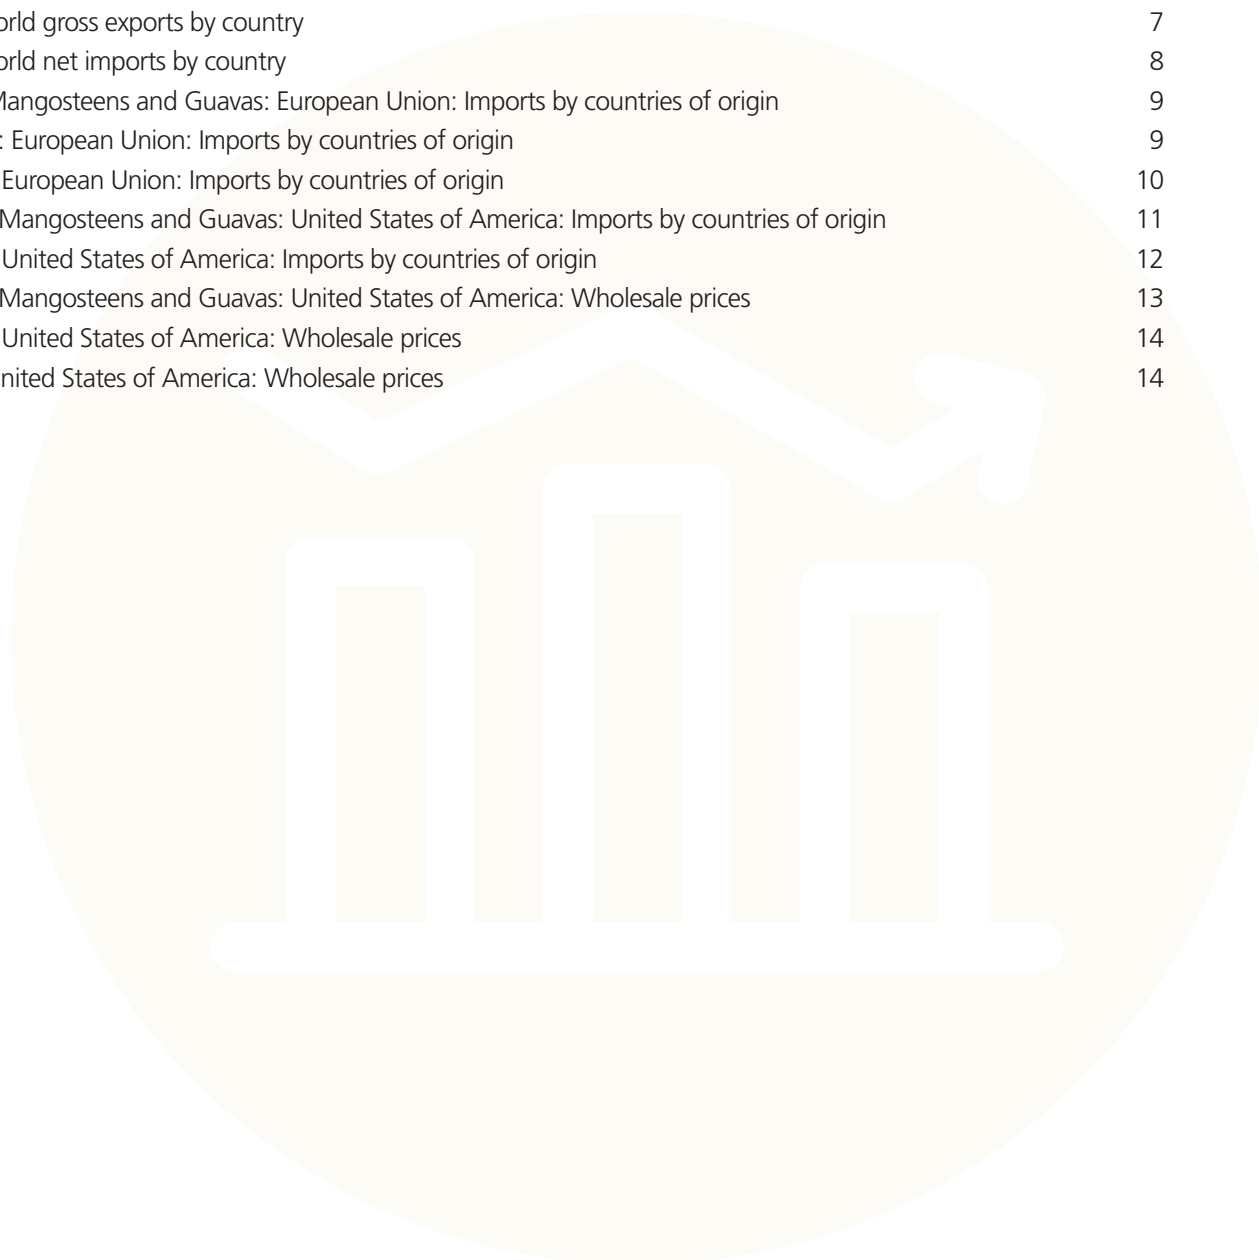 orld gross exports by country 7
orld net imports by country 8
Mangosteens and Guavas: European Union: Imports by countries of origin 9
: European Union: Imports by countries of origin 9
European Union: Imports by countries of origin 10
Mangosteens and Guavas: United States of America: Imports by countries of origin 11
United States of America: Imports by countries of origin 12
Mangosteens and Guavas: United States of America: Wholesale prices 13
United States of America: Wholesale prices 14
nited States of America: Wholesale prices 14